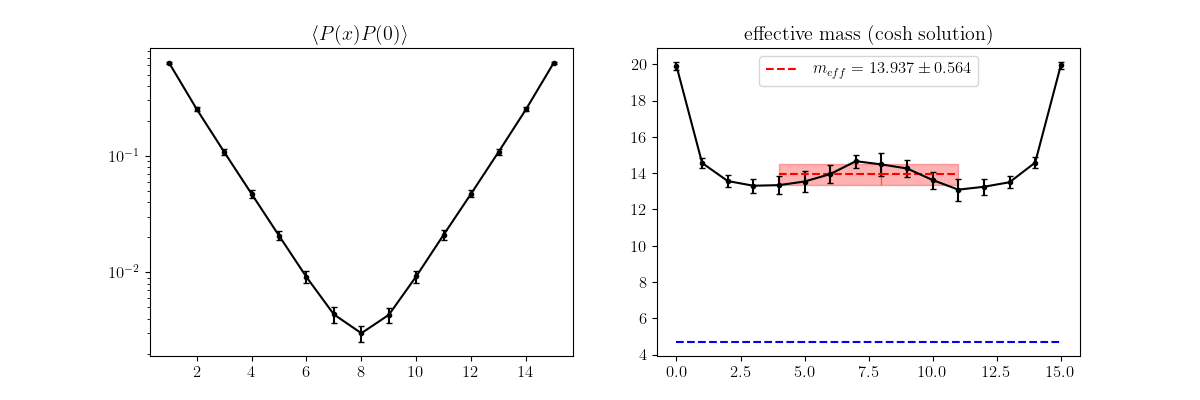 ⟨P(x)P(0)⟩
10⁻¹
10⁻²
2 4 6 8 10 12 14
effective mass (cosh solution)
m_eff = 13.937 ± 0.564
20
18
16
14
12
10
8
6
4
0.0 2.5 5.0 7.5 10.0 12.5 15.0